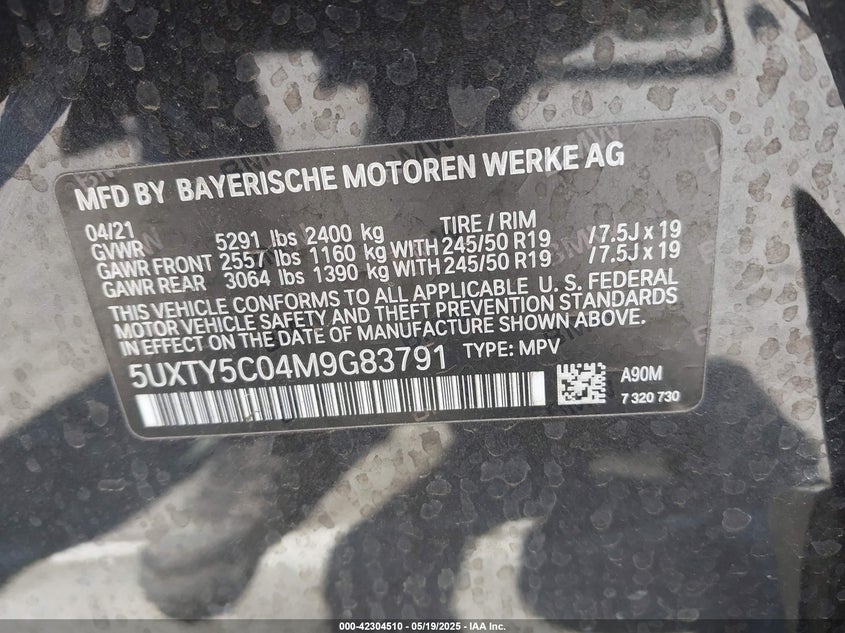 MFD BY BAYERISCHE MOTOREN WERKE AG
04/21 TIRE / RIM
GVWR 5291 lbs 2400 kg
GAWR FRONT 2557 lbs 1160 kg WITH 245/50 R19 / 7.5J x 19
GAWR REAR 3064 lbs 1390 kg WITH 245/50 R19 / 7.5J x 19
THIS VEHICLE CONFORMS TO ALL APPLICABLE U. S. FEDERAL
MOTOR VEHICLE SAFETY AND THEFT PREVENTION STANDARDS
IN EFFECT ON THE DATE OF MANUFACTURE SHOWN ABOVE.
5UXTY5C04M9G83791 TYPE: MPV
A90M
7 320 730
000-42304510 - 05/19/2025 - IAA Inc.